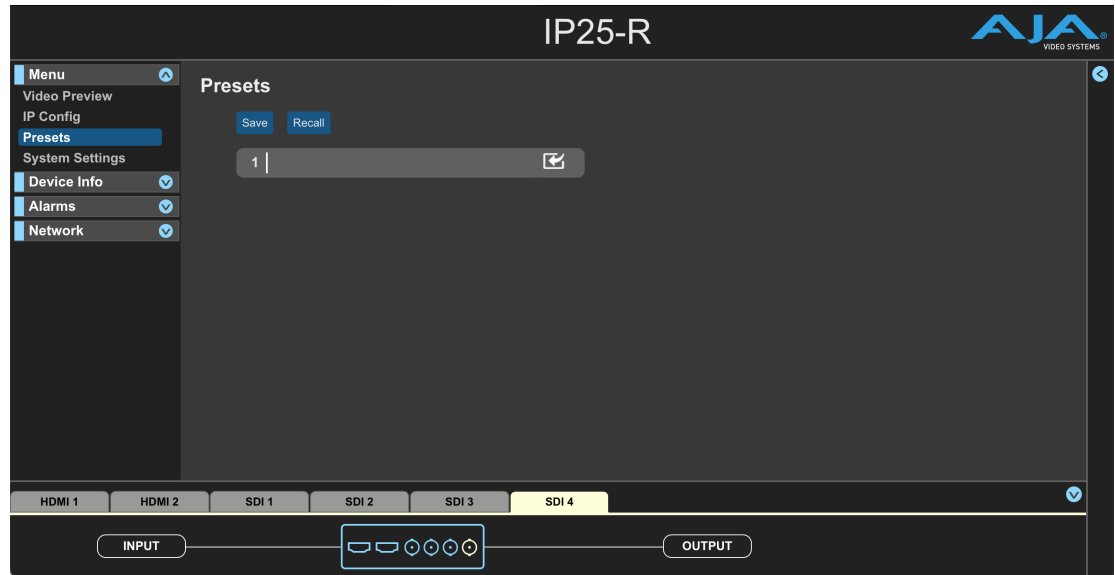 IP25-R
AJA
VIDEO SYSTEMS
®
Menu
Video Preview
IP Config
Presets
System Settings
Device Info
Alarms
Network
Presets
Save Recall
1
HDMI 1 HDMI 2 SDI 1 SDI 2 SDI 3 SDI 4
INPUT OUTPUT